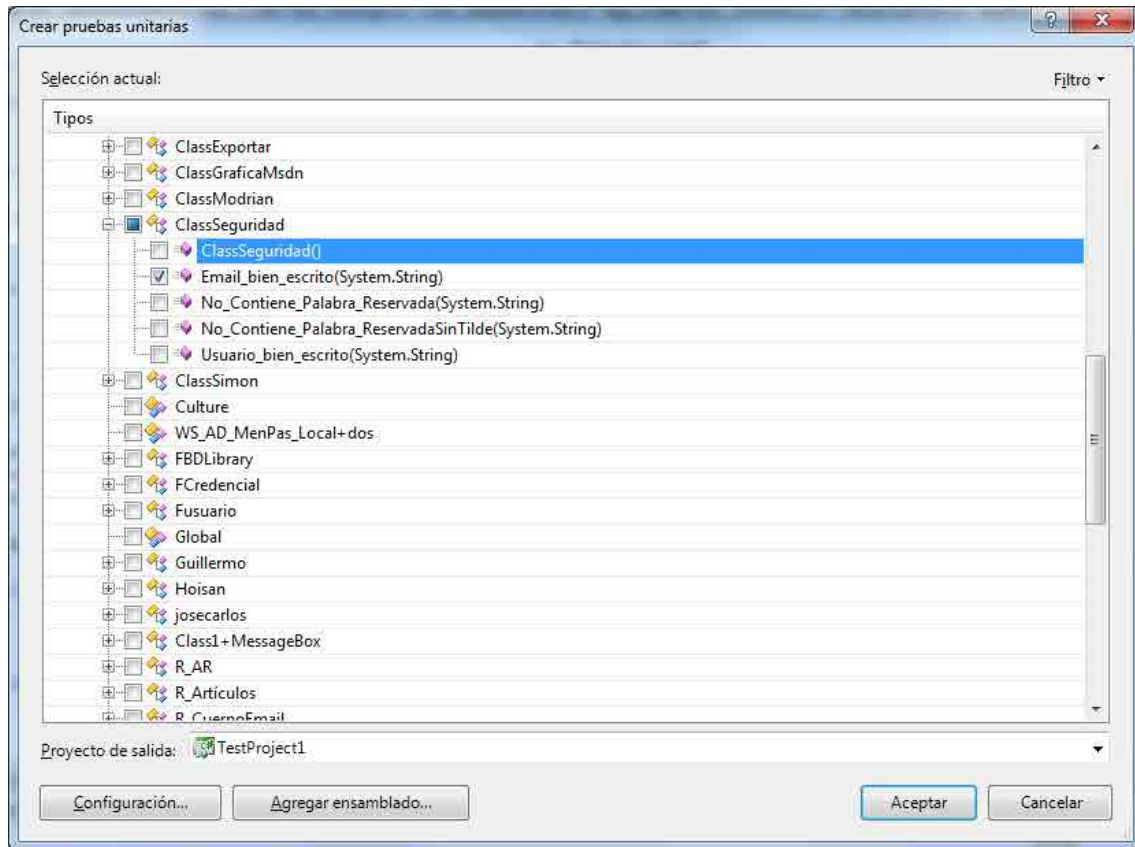 Crear pruebas unitarias
Selección actual: Filtro
Tipos
ClassExportar
ClassGraficaMsdn
ClassModrian
ClassSeguridad
ClassSeguridad()
Email_bien_escrito(System.String)
No_Contiene_Palabra_Reservada(System.String)
No_Contiene_Palabra_ReservadaSinTilde(System.String)
Usuario_bien_escrito(System.String)
ClassSimon
Culture
WS_AD_MenPas_Local+dos
FBDLibrary
FCredencial
Fusuario
Global
Guillermo
Hoisan
josecarlos
Class1+MessageBox
R_AR
R_Artículos
R_CuerpoEmail
Proyecto de salida: TestProject1
Configuración... Agregar ensamblado... Aceptar Cancelar